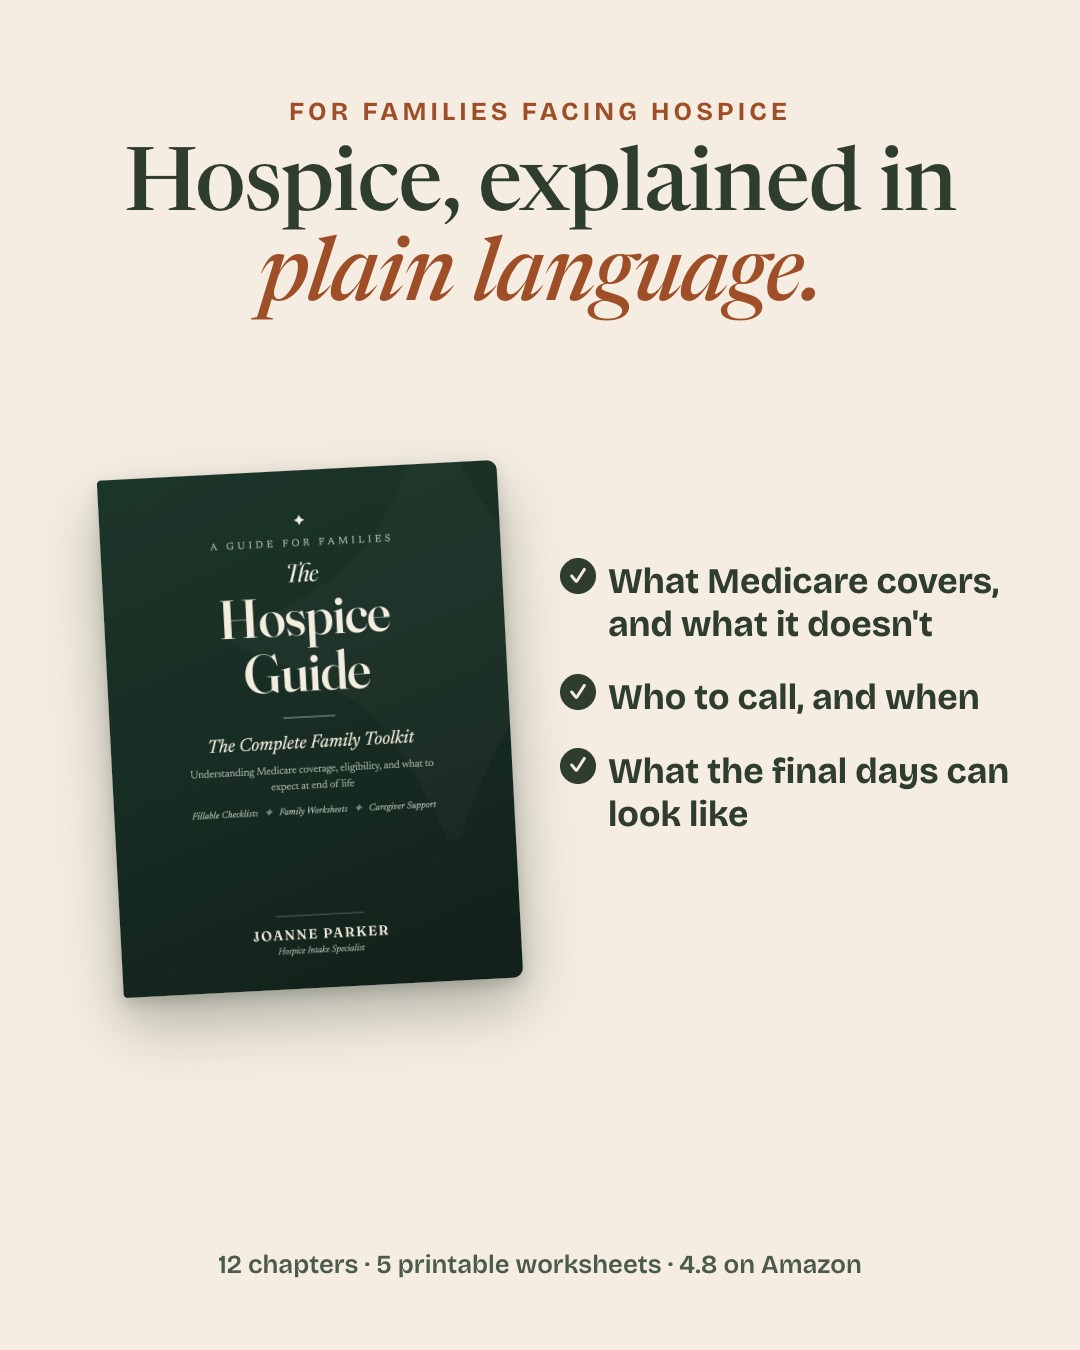 FOR FAMILIES FACING HOSPICE
Hospice, explained in
plain language.
A GUIDE FOR FAMILIES
The
Hospice
Guide
The Complete Family Toolkit
Understanding Medicare coverage, eligibility, and what to
expect at end of life
Fillable Checklists ✦ Family Worksheets ✦ Caregiver Support
JOANNE PARKER
Hospice Intake Specialist
What Medicare covers,
and what it doesn't
Who to call, and when
What the final days can
look like
12 chapters · 5 printable worksheets · 4.8 on Amazon